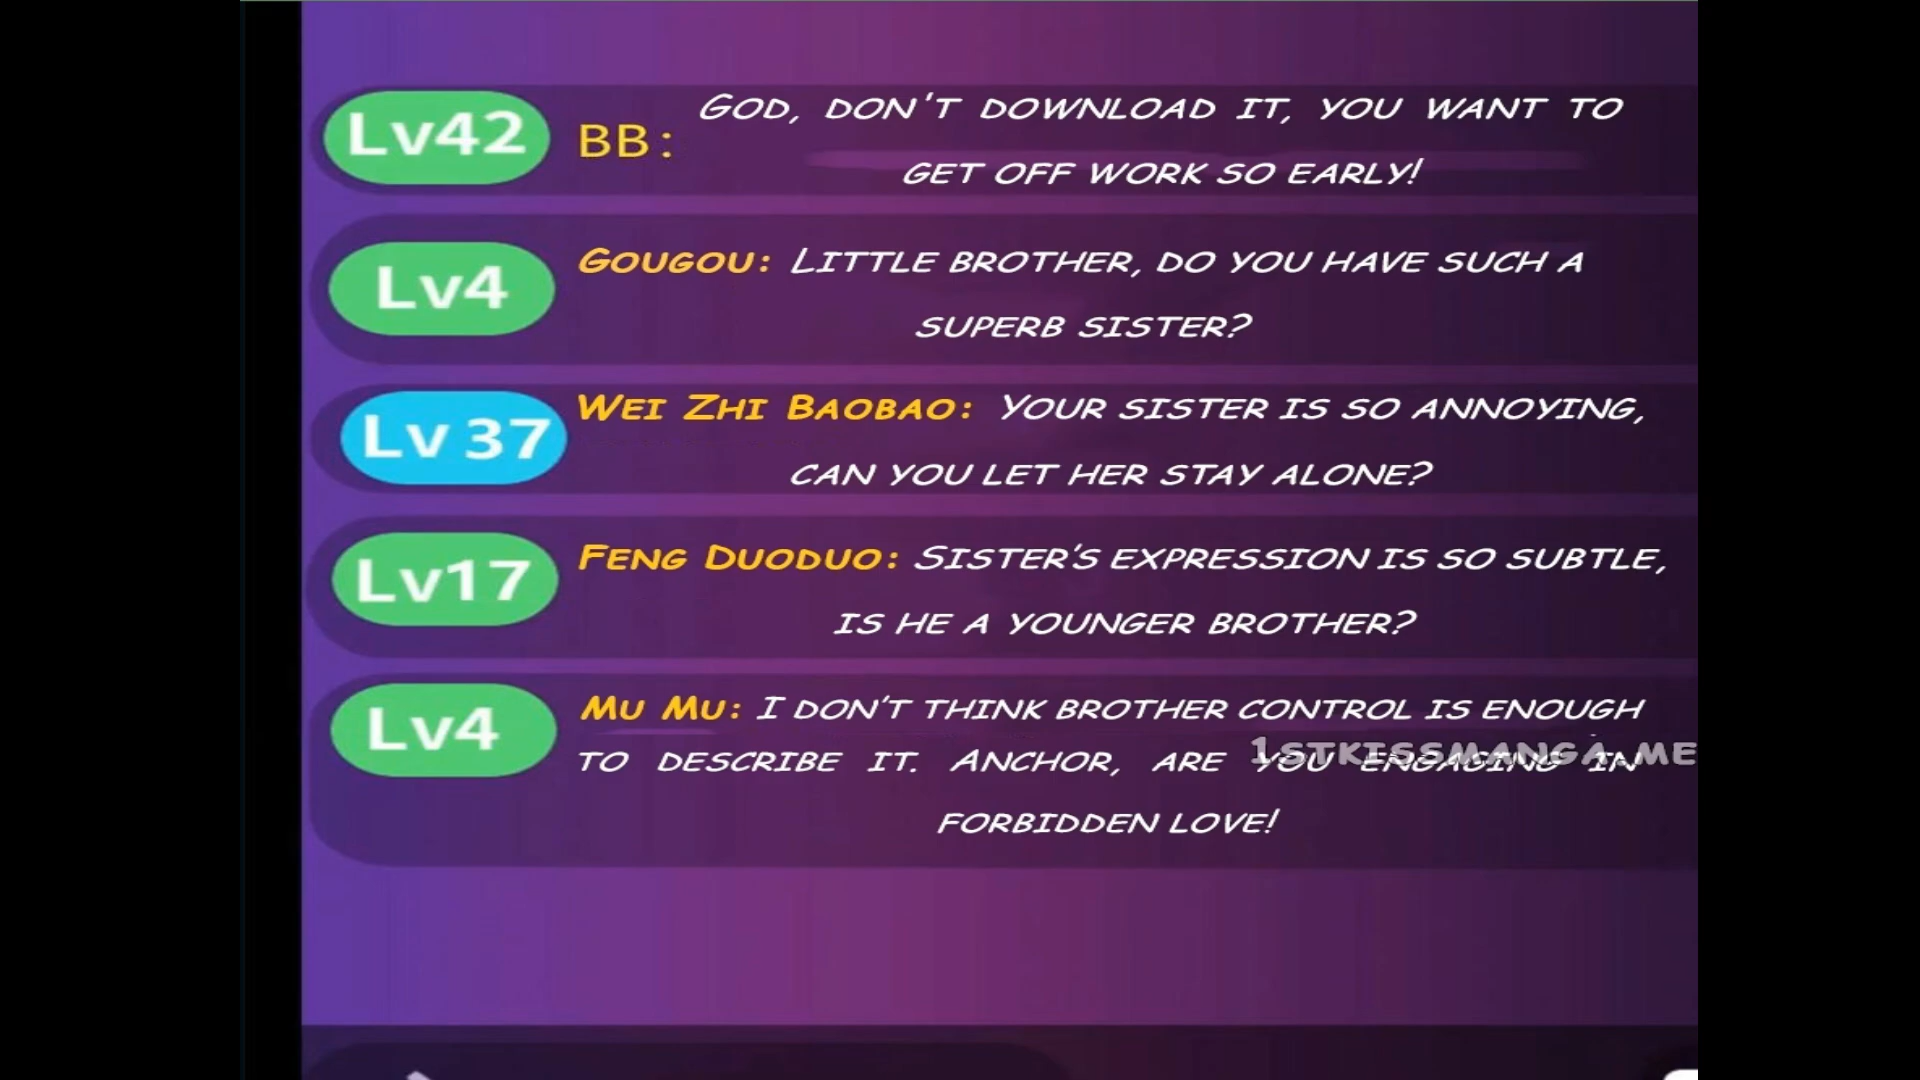 Lv42
BB: GOD, DON'T DOWNLOAD IT, YOU WANT TO
GET OFF WORK SO EARLY!
Lv4
GOUGOU: LITTLE BROTHER, DO YOU HAVE SUCH A
SUPERB SISTER?
Lv 37
WEI ZHI BAOBAO: YOUR SISTER IS SO ANNOYING,
CAN YOU LET HER STAY ALONE?
Lv17
FENG DUODUO: SISTER'S EXPRESSION IS SO SUBTLE,
IS HE A YOUNGER BROTHER?
Lv4
MU MU: I DON'T THINK BROTHER CONTROL IS ENOUGH
TO DESCRIBE IT. ANCHOR, ARE YOU ENGAGING IN
1STKISSMANGA.ME
FORBIDDEN LOVE!